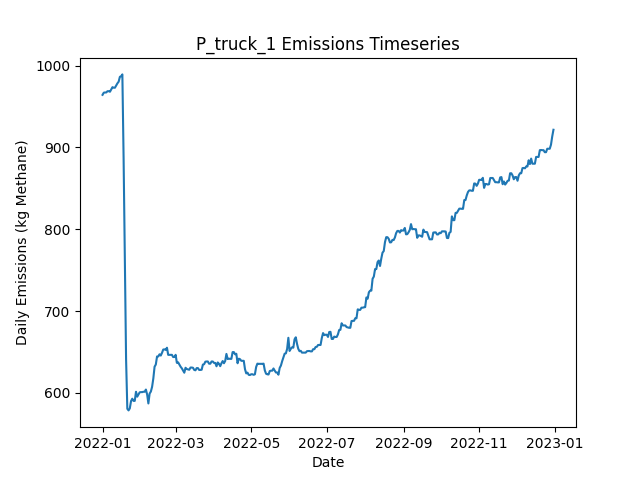 P_truck_1 Emissions Timeseries
1000
900
800
700
600
Daily Emissions (kg Methane)
2022-01 2022-03 2022-05 2022-07 2022-09 2022-11 2023-01
Date